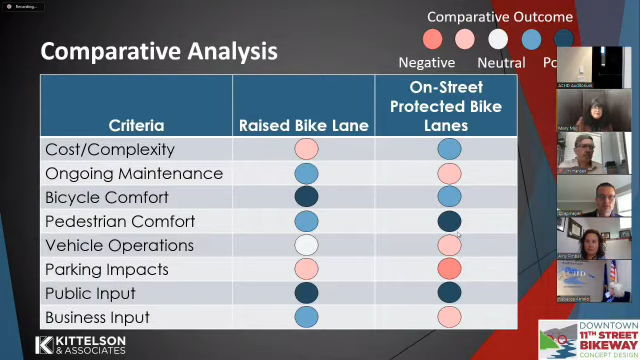 Recording...
Comparative Outcome
Comparative Analysis
Negative Neutral
Criteria Raised Bike Lane On-Street
Protected Bike
Lanes
Cost/Complexity
Ongoing Maintenance
Bicycle Comfort
Pedestrian Comfort
Vehicle Operations
Parking Impacts
Public Input
Business Input
KITTELSON
& ASSOCIATES
ACHD Auditorium
DOWNTOWN
11TH STREET
BIKEWAY
CONCEPT DESIGN